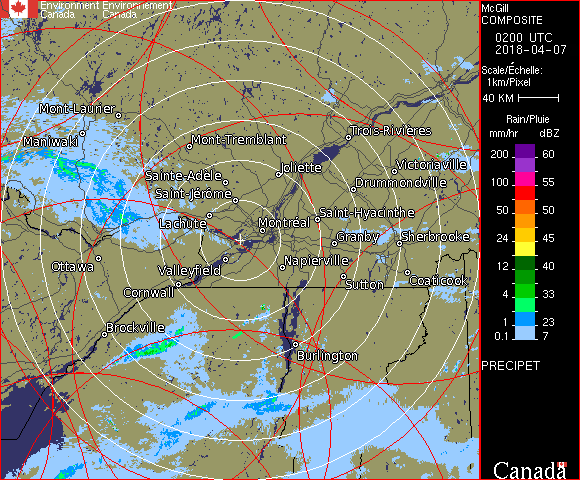 Environment Environnement
Canada Canada
McGill
COMPOSITE
0200 UTC
2018-04-07
Scale/Échelle:
1km/Pixel
40 KM
Rain/Pluie
mm/hr dBZ
200 60
100 55
50 50
24 45
12 40
4 33
1 23
0.1 7
PRECIPET
Canada
Mont-Laurier
Maniwaki
Mont-Tremblant
Trois-Rivières
Sainte-Adèle
Joliette
Victoriaville
Saint-Jérôme
Drummondville
Lachute
Montréal
Saint-Hyacinthe
Granby
Sherbrooke
Ottawa
Valleyfield
Napierville
Cornwall
Sutton
Coaticook
Brockville
Burlington